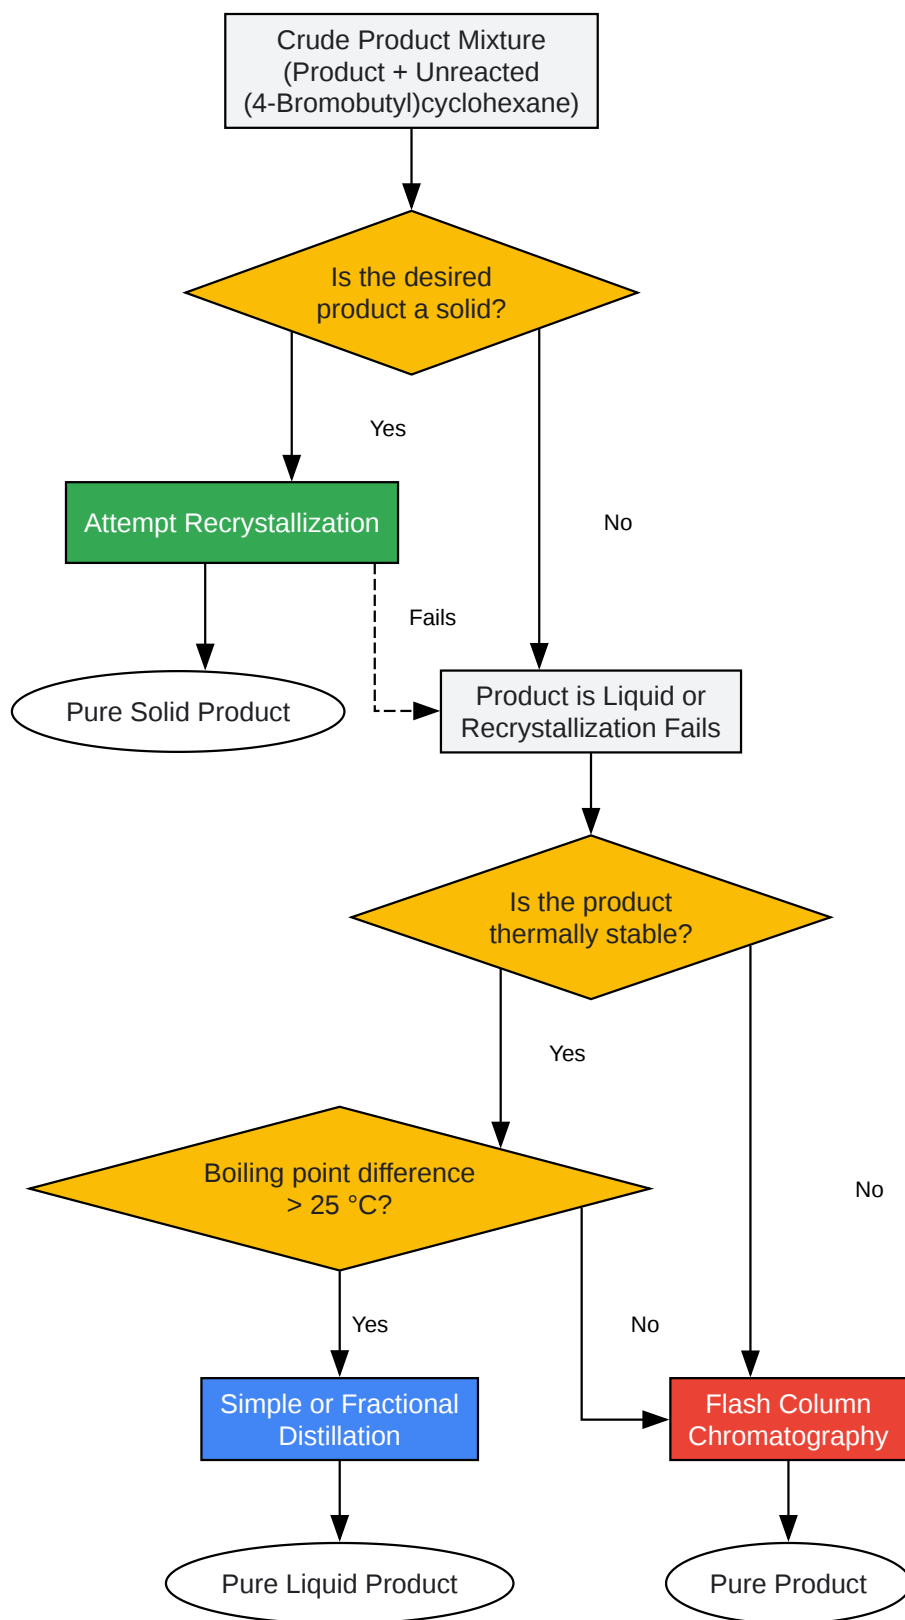 Crude Product Mixture
(Product + Unreacted
(4-Bromobutyl)cyclohexane)
Is the desired
product a solid?
Yes
Attempt Recrystallization
No
Fails
Pure Solid Product
Product is Liquid or
Recrystallization Fails
Is the product
thermally stable?
Yes
Boiling point difference
> 25 °C?
No
Yes
No
Simple or Fractional
Distillation
Flash Column
Chromatography
Pure Liquid Product
Pure Product